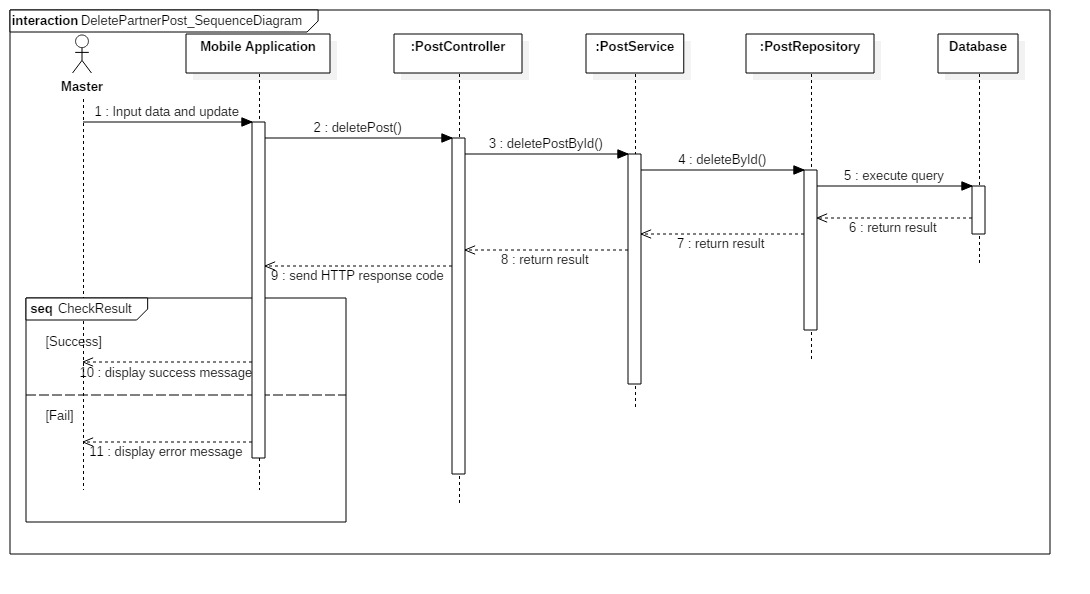 interaction DeletePartnerPost_SequenceDiagram
Mobile Application
:PostController
:PostService
:PostRepository
Database
Master
1 : Input data and update
2 : deletePost()
3 : deletePostById()
4 : deleteById()
5 : execute query
6 : return result
7 : return result
8 : return result
9 : send HTTP response code
seq CheckResult
[Success]
10 : display success message
[Fail]
11 : display error message